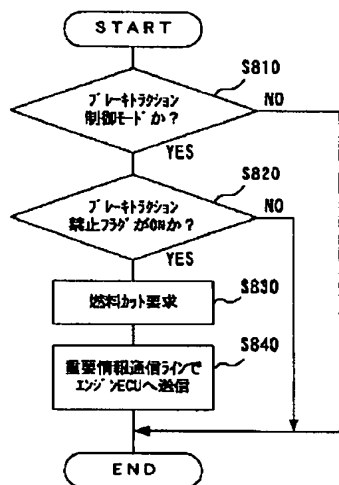 START
S810
ブレーキトラクション
制御モードか?
NO
YES
S820
ブレーキトラクション
禁止フラグがONか?
NO
YES
S830
燃料カット要求
S840
重要情報通信ラインで
エンジンECUへ送信
END